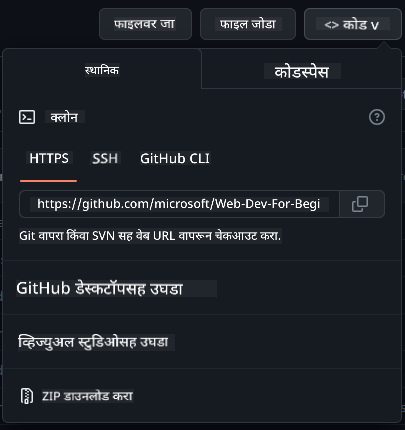 फाइलवर जा
फाइल जोडा
<> कोड v
स्थानिक
कोडस्पेस
क्लोन
HTTPS
SSH
GitHub CLI
https://github.com/microsoft/Web-Dev-For-Begi
Git वापरा किंवा SVN सह वेब URL वापरून चेकआउट करा.
GitHub डेस्कटॉपसह उघडा
व्हिज्युअल स्टुडिओसह उघडा
ZIP डाउनलोड करा